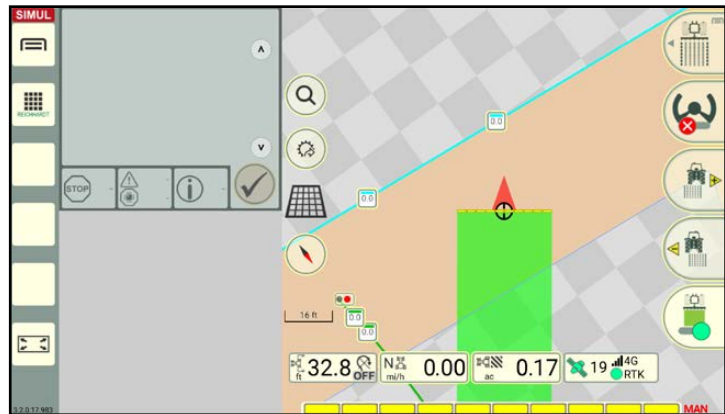 SIMUL
REICHHARDT
STOP
0.0
0.0
16 ft
0.0
0.0
ft 32.8 OFF
N mi/h 0.00
ac 0.17
19 4G RTK
3.2.0.17.983
MAN